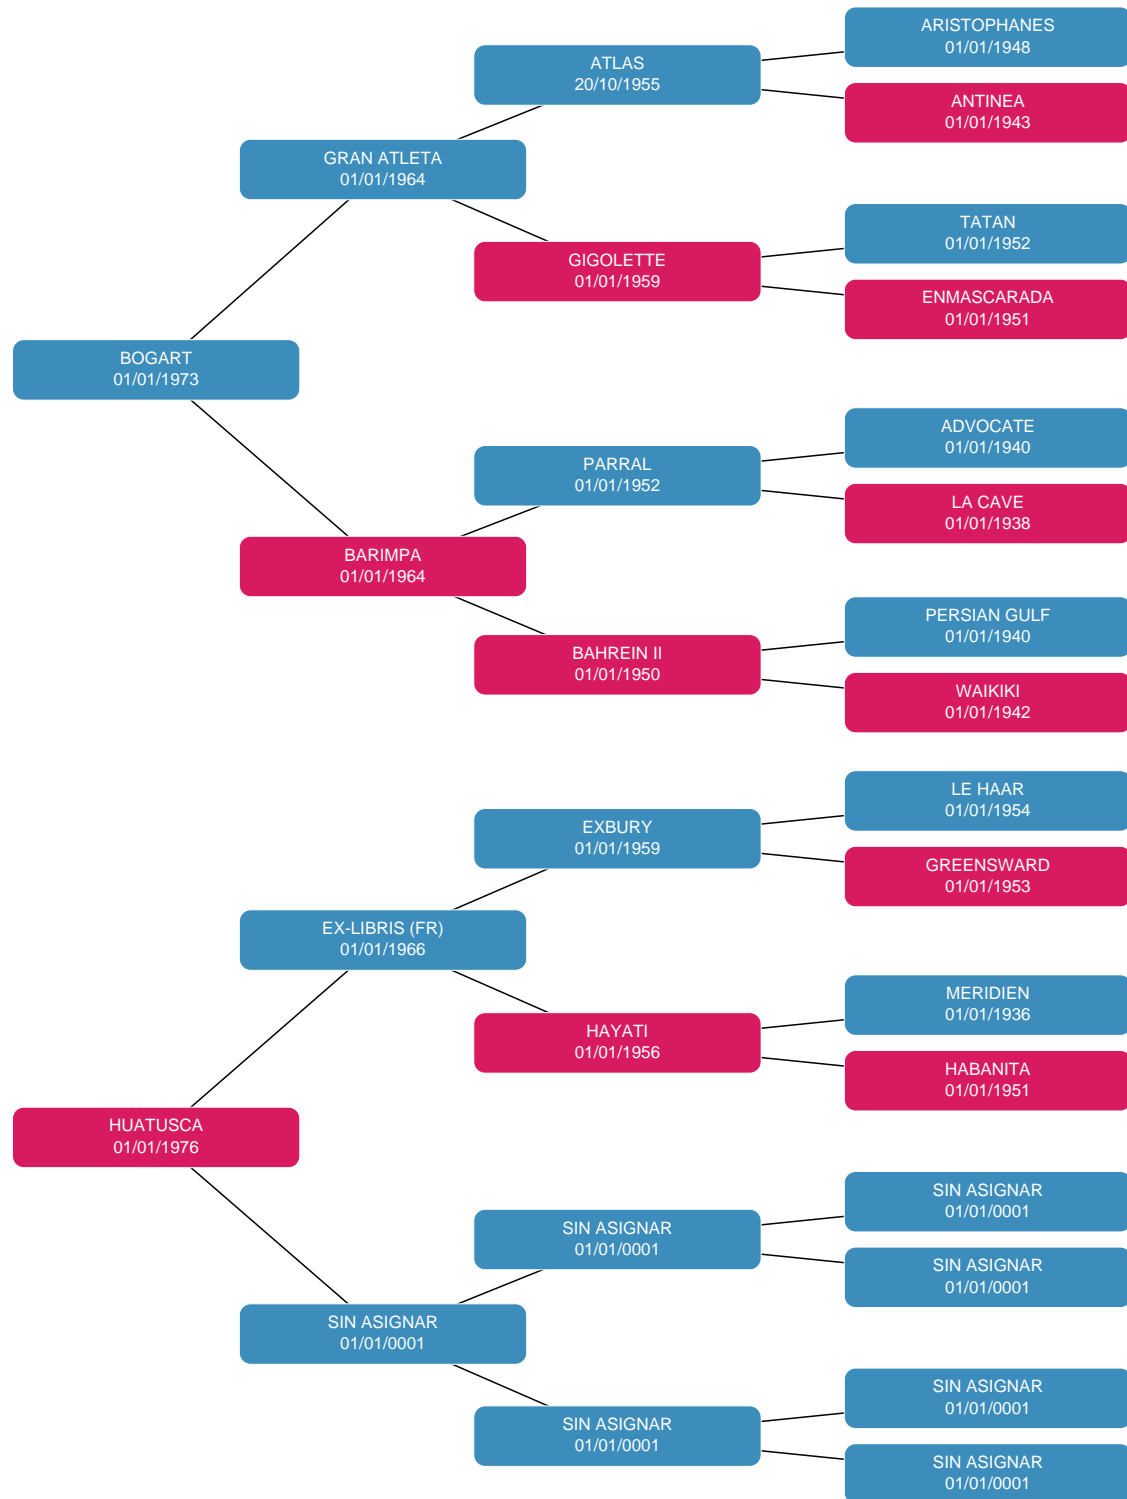 ARISTOPHANES
01/01/1948
ATLAS
20/10/1955
ANTINEA
01/01/1943
GRAN ATLETA
01/01/1964
TATAN
01/01/1952
GIGOLETTE
01/01/1959
ENMASCARADA
01/01/1951
BOGART
01/01/1973
ADVOCATE
01/01/1940
PARRAL
01/01/1952
LA CAVE
01/01/1938
BARIMPA
01/01/1964
PERSIAN GULF
01/01/1940
BAHREIN II
01/01/1950
WAIKIKI
01/01/1942
LE HAAR
01/01/1954
EXBURY
01/01/1959
GREENSWARD
01/01/1953
EX-LIBRIS (FR)
01/01/1966
MERIDIEN
01/01/1936
HAYATI
01/01/1956
HABANITA
01/01/1951
HUATUSCA
01/01/1976
SIN ASIGNAR
01/01/0001
SIN ASIGNAR
01/01/0001
SIN ASIGNAR
01/01/0001
SIN ASIGNAR
01/01/0001
SIN ASIGNAR
01/01/0001
SIN ASIGNAR
01/01/0001
SIN ASIGNAR
01/01/0001